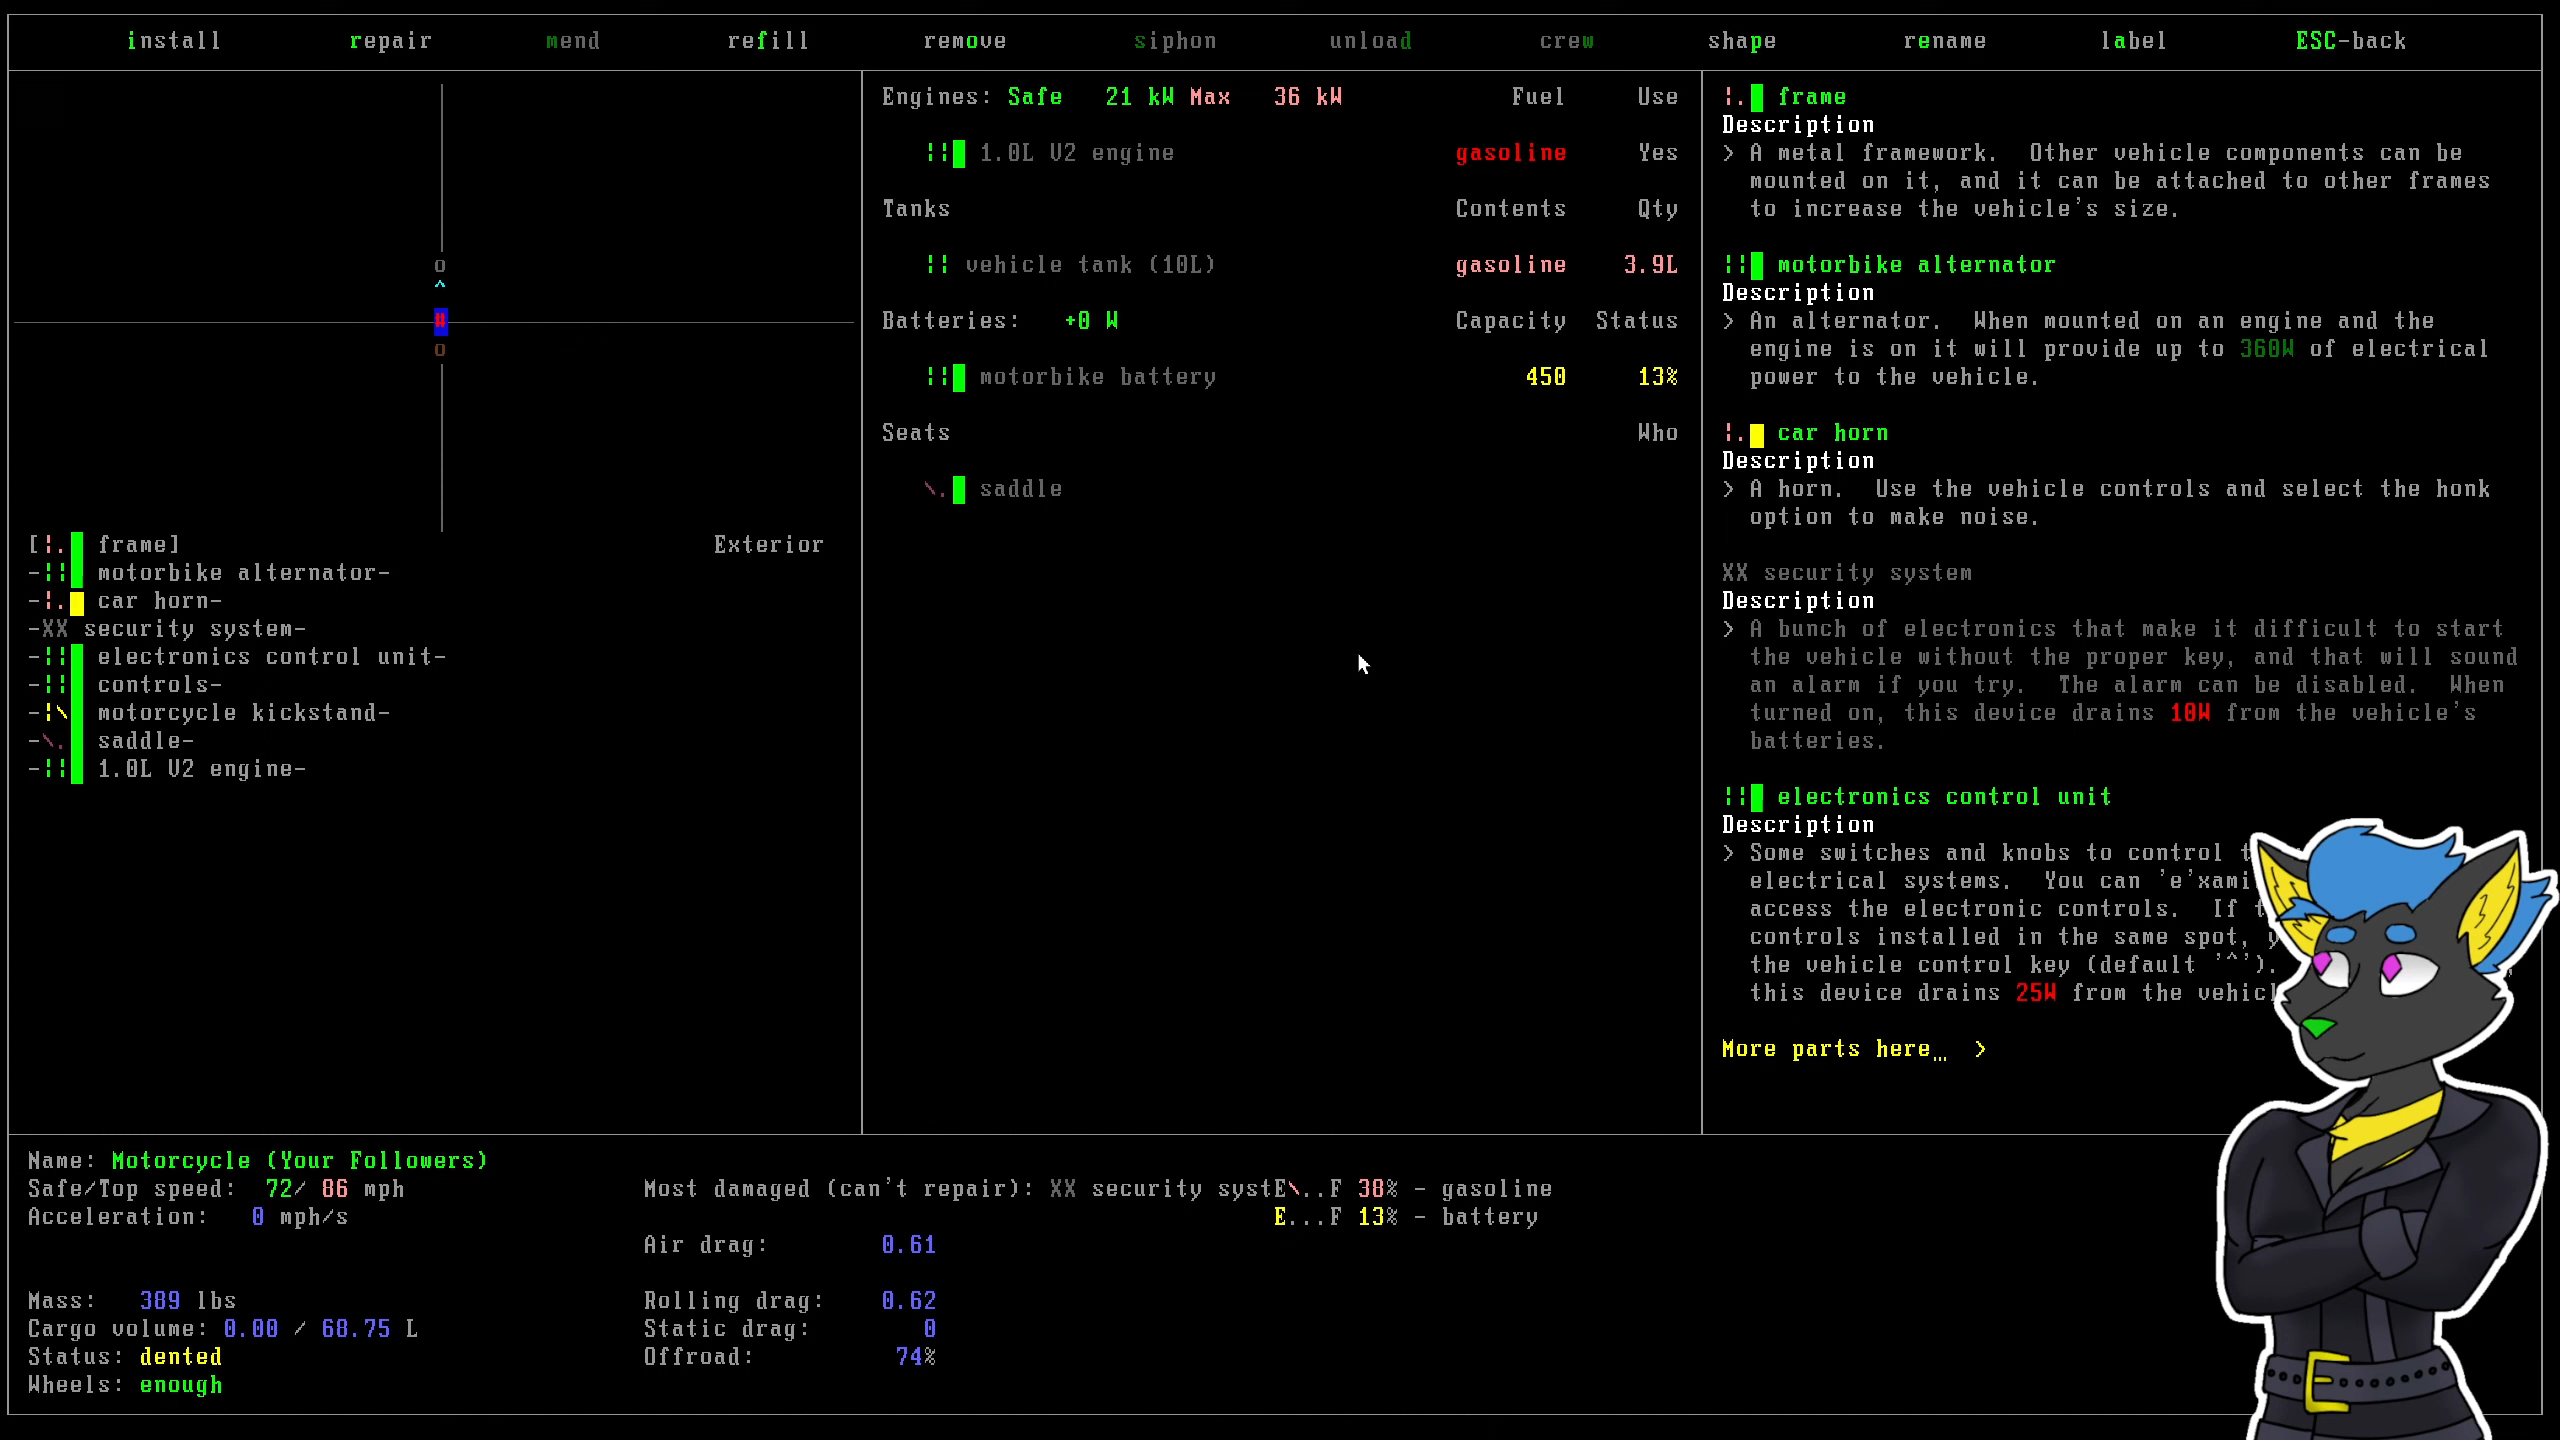 install repair mend refill remove siphon unload crew shape rename label ESC-back
o
^
#
o
[¦. frame] Exterior
-¦¦ motorbike alternator-
-¦. car horn-
-XX security system-
-¦¦ electronics control unit-
-¦¦ controls-
-¦\ motorcycle kickstand-
-\. saddle-
-¦¦ 1.0L V2 engine-
Engines: Safe 21 kW Max 36 kW Fuel Use
¦¦ 1.0L V2 engine gasoline Yes
Tanks Contents Qty
¦¦ vehicle tank (10L) gasoline 3.9L
Batteries: +0 W Capacity Status
¦¦ motorbike battery 450 13%
Seats Who
\. saddle
¦. frame
Description
> A metal framework. Other vehicle components can be
mounted on it, and it can be attached to other frames
to increase the vehicle's size.
¦¦ motorbike alternator
Description
> An alternator. When mounted on an engine and the
engine is on it will provide up to 360W of electrical
power to the vehicle.
¦. car horn
Description
> A horn. Use the vehicle controls and select the honk
option to make noise.
XX security system
Description
> A bunch of electronics that make it difficult to start
the vehicle without the proper key, and that will sound
an alarm if you try. The alarm can be disabled. When
turned on, this device drains 10W from the vehicle's
batteries.
¦¦ electronics control unit
Description
> Some switches and knobs to control
electrical systems. You can 'e'xami
access the electronic controls. If
controls installed in the same spot,
the vehicle control key (default '^').
this device drains 25W from the vehicl
More parts here… >
Name: Motorcycle (Your Followers)
Safe/Top speed: 72/ 86 mph
Acceleration: 0 mph/s
Mass: 389 lbs
Cargo volume: 0.00 / 68.75 L
Status: dented
Wheels: enough
Most damaged (can't repair): XX security syst
Air drag: 0.61
Rolling drag: 0.62
Static drag: 0
Offroad: 74%
E\..F 38% - gasoline
E...F 13% - battery